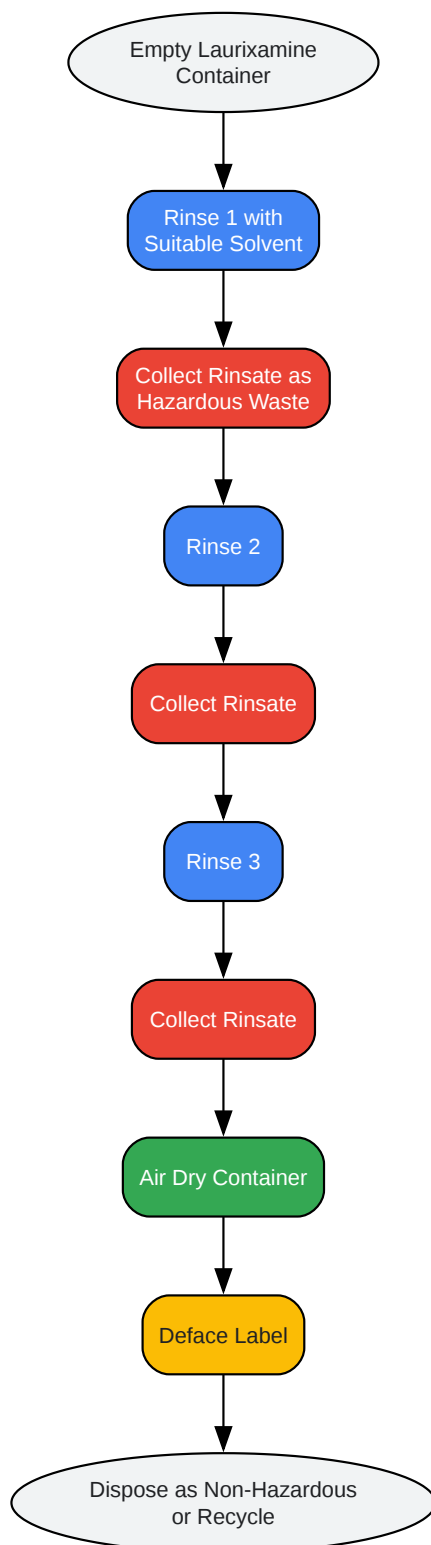 Empty Laurixamine
Container
Rinse 1 with
Suitable Solvent
Collect Rinsate as
Hazardous Waste
Rinse 2
Collect Rinsate
Rinse 3
Collect Rinsate
Air Dry Container
Deface Label
Dispose as Non-Hazardous
or Recycle